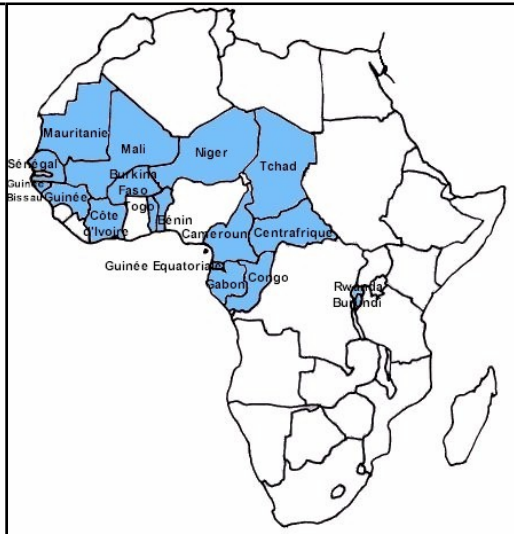 Mauritanie
Mali
Niger
Tchad
Sénégal
Burkina
Faso
Guinée
Bissau
Guinée
Côte
d'Ivoire
Togo
Bénin
Cameroun
Centrafrique
Guinée Equatoriale
Gabon
Congo
Rwanda
Burundi